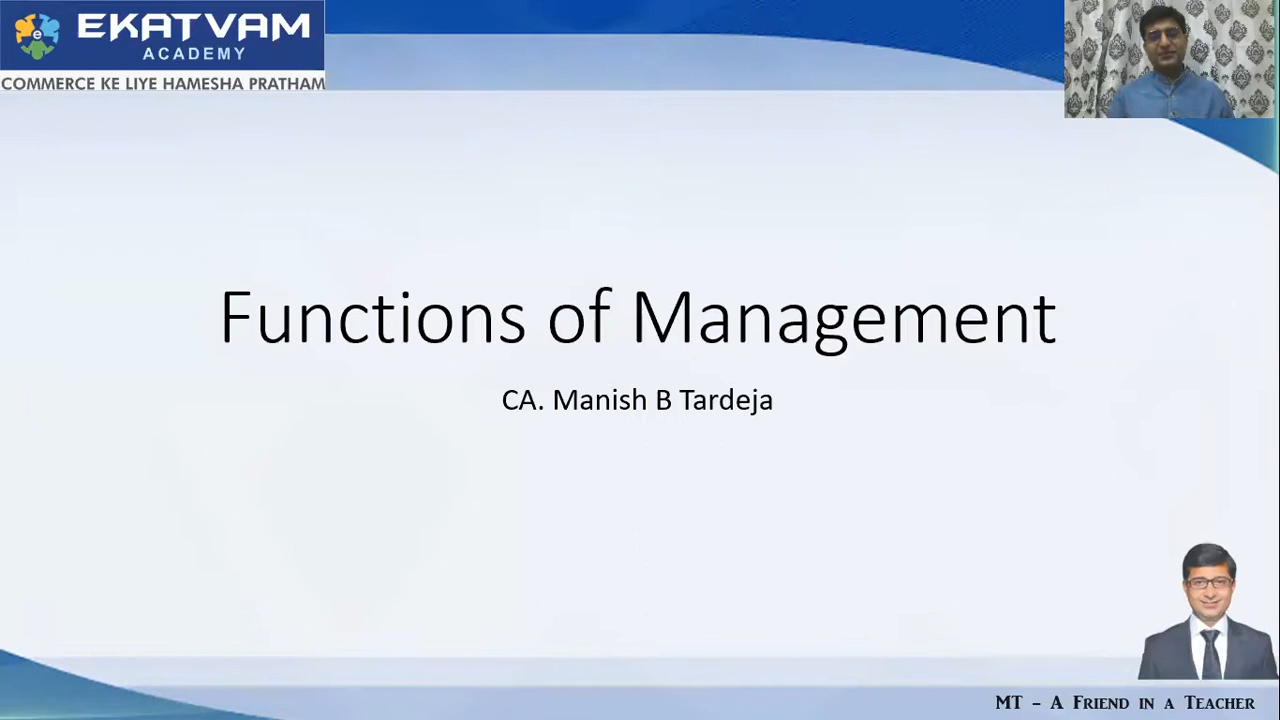 EKATVAM
ACADEMY
COMMERCE KE LIYE HAMESHA PRATHAM
Functions of Management
CA. Manish B Tardeja
MT - A Friend in a Teacher